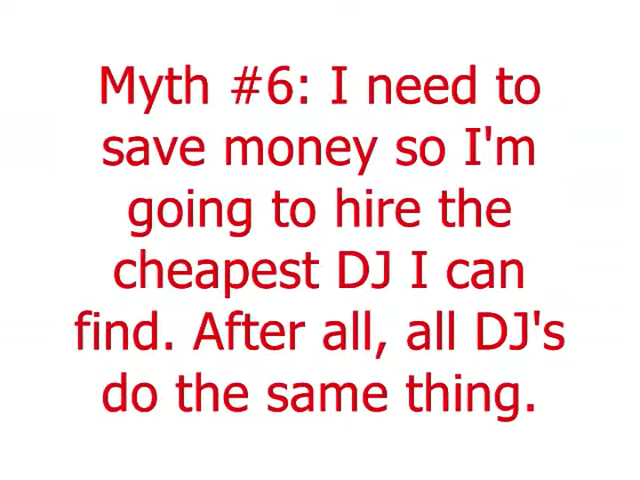 Myth #6: I need to
save money so I'm
going to hire the
cheapest DJ I can
find. After all, all DJ's
do the same thing.